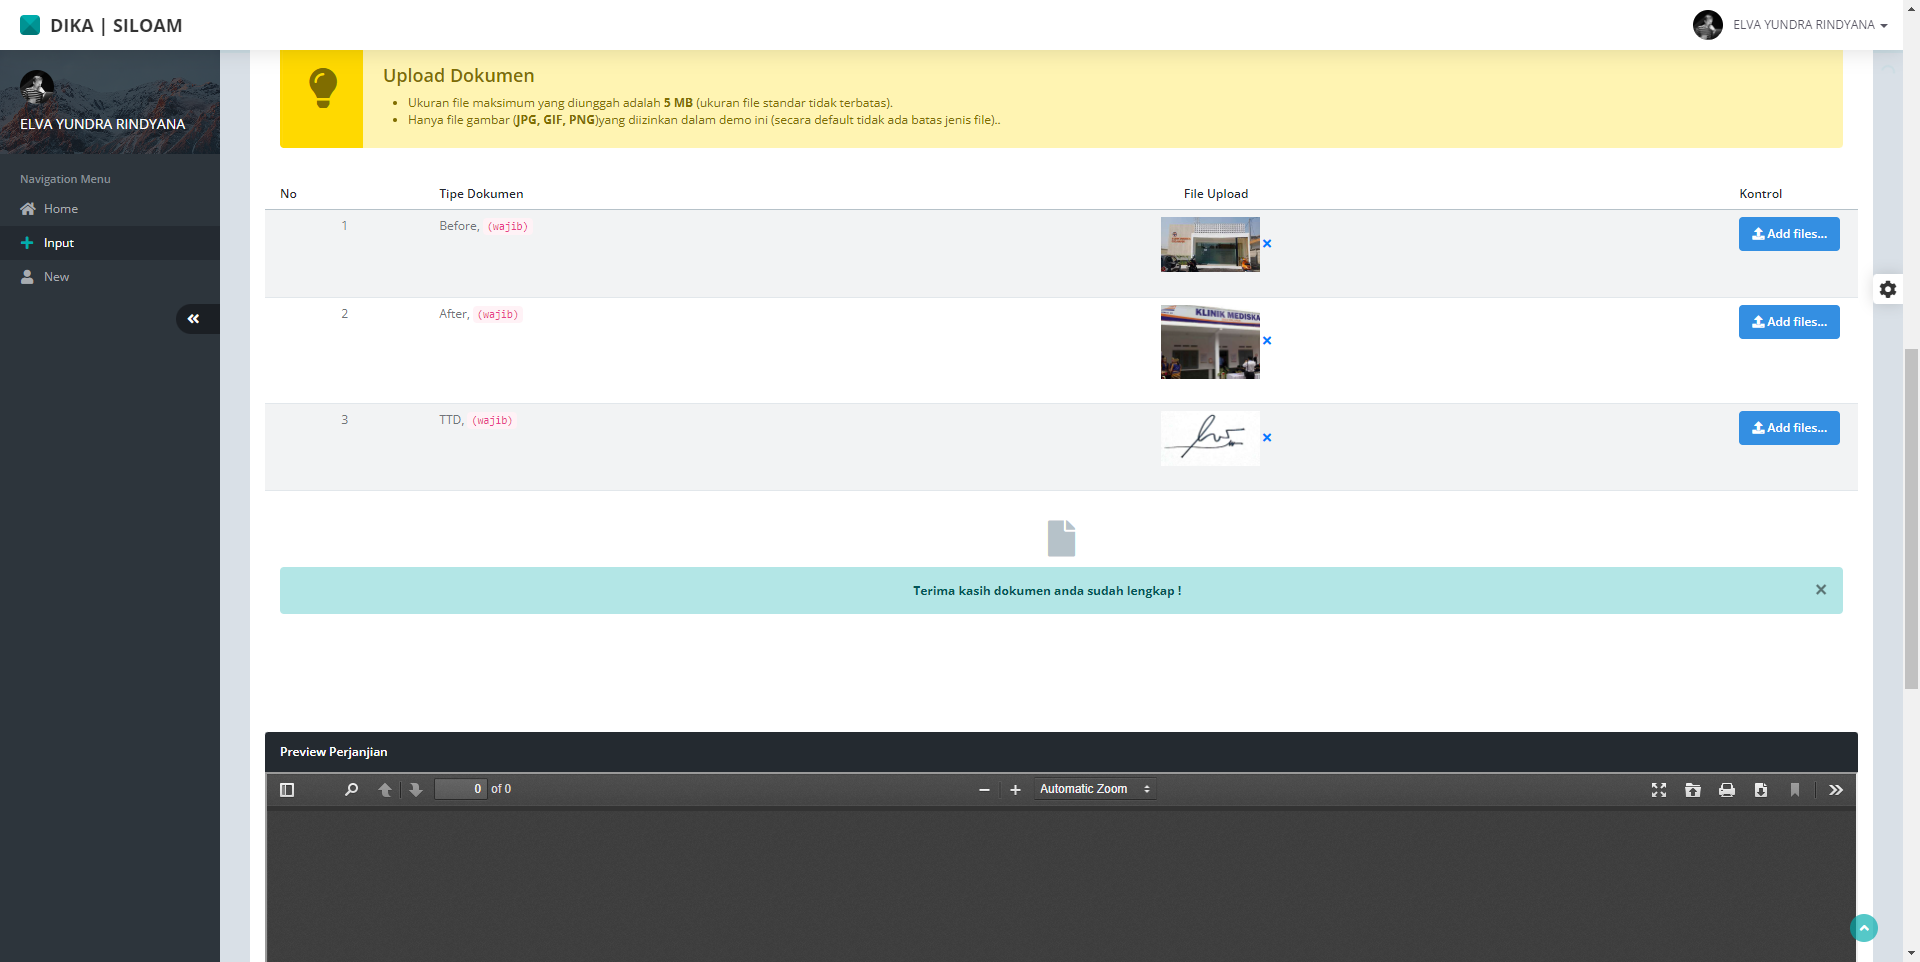 DIKA | SILOAM
ELVA YUNDRA RINDYANA
ELVA YUNDRA RINDYANA
Navigation Menu
Home
Input
New
Upload Dokumen
Ukuran file maksimum yang diunggah adalah 5 MB (ukuran file standar tidak terbatas).
Hanya file gambar (JPG, GIF, PNG)yang diizinkan dalam demo ini (secara default tidak ada batas jenis file)..
No Tipe Dokumen File Upload Kontrol
1 Before, (wajib) Add files...
2 After, (wajib) KLINIK MEDISKA Add files...
3 TTD, (wajib) Add files...
Terima kasih dokumen anda sudah lengkap !
Preview Perjanjian
0 of 0 Automatic Zoom